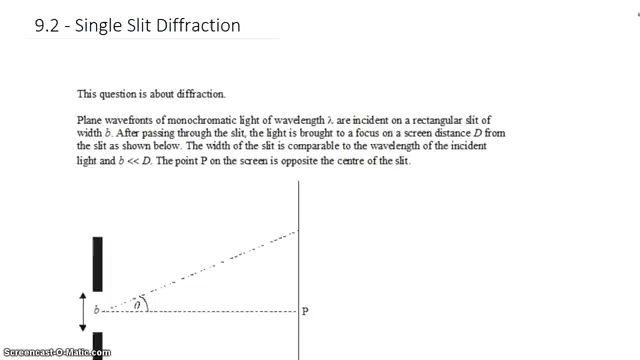 9.2 - Single Slit Diffraction
This question is about diffraction.
Plane wavefronts of monochromatic light of wavelength λ are incident on a rectangular slit of
width b. After passing through the slit, the light is brought to a focus on a screen distance D from
the slit as shown below. The width of the slit is comparable to the wavelength of the incident
light and b << D. The point P on the screen is opposite the centre of the slit.
θ
b
P
Screencast-O-Matic.com